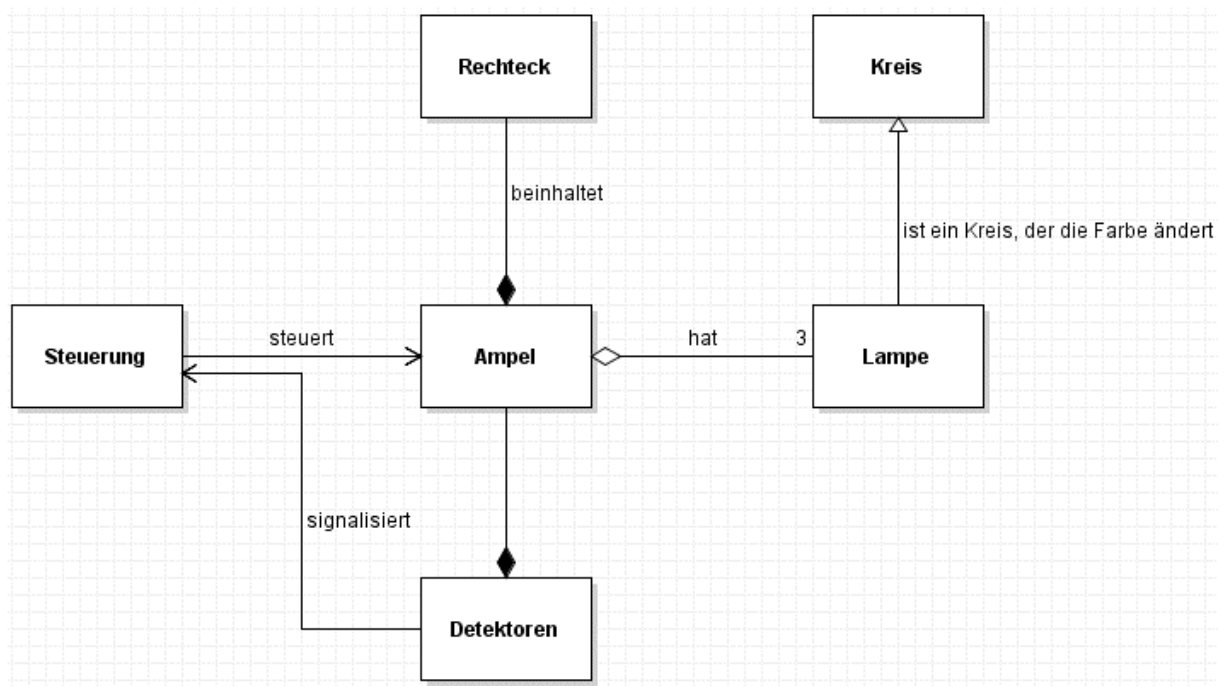 Rechteck
Kreis
beinhaltet
ist ein Kreis, der die Farbe ändert
Steuerung
steuert
Ampel
hat
3
Lampe
signalisiert
Detektoren